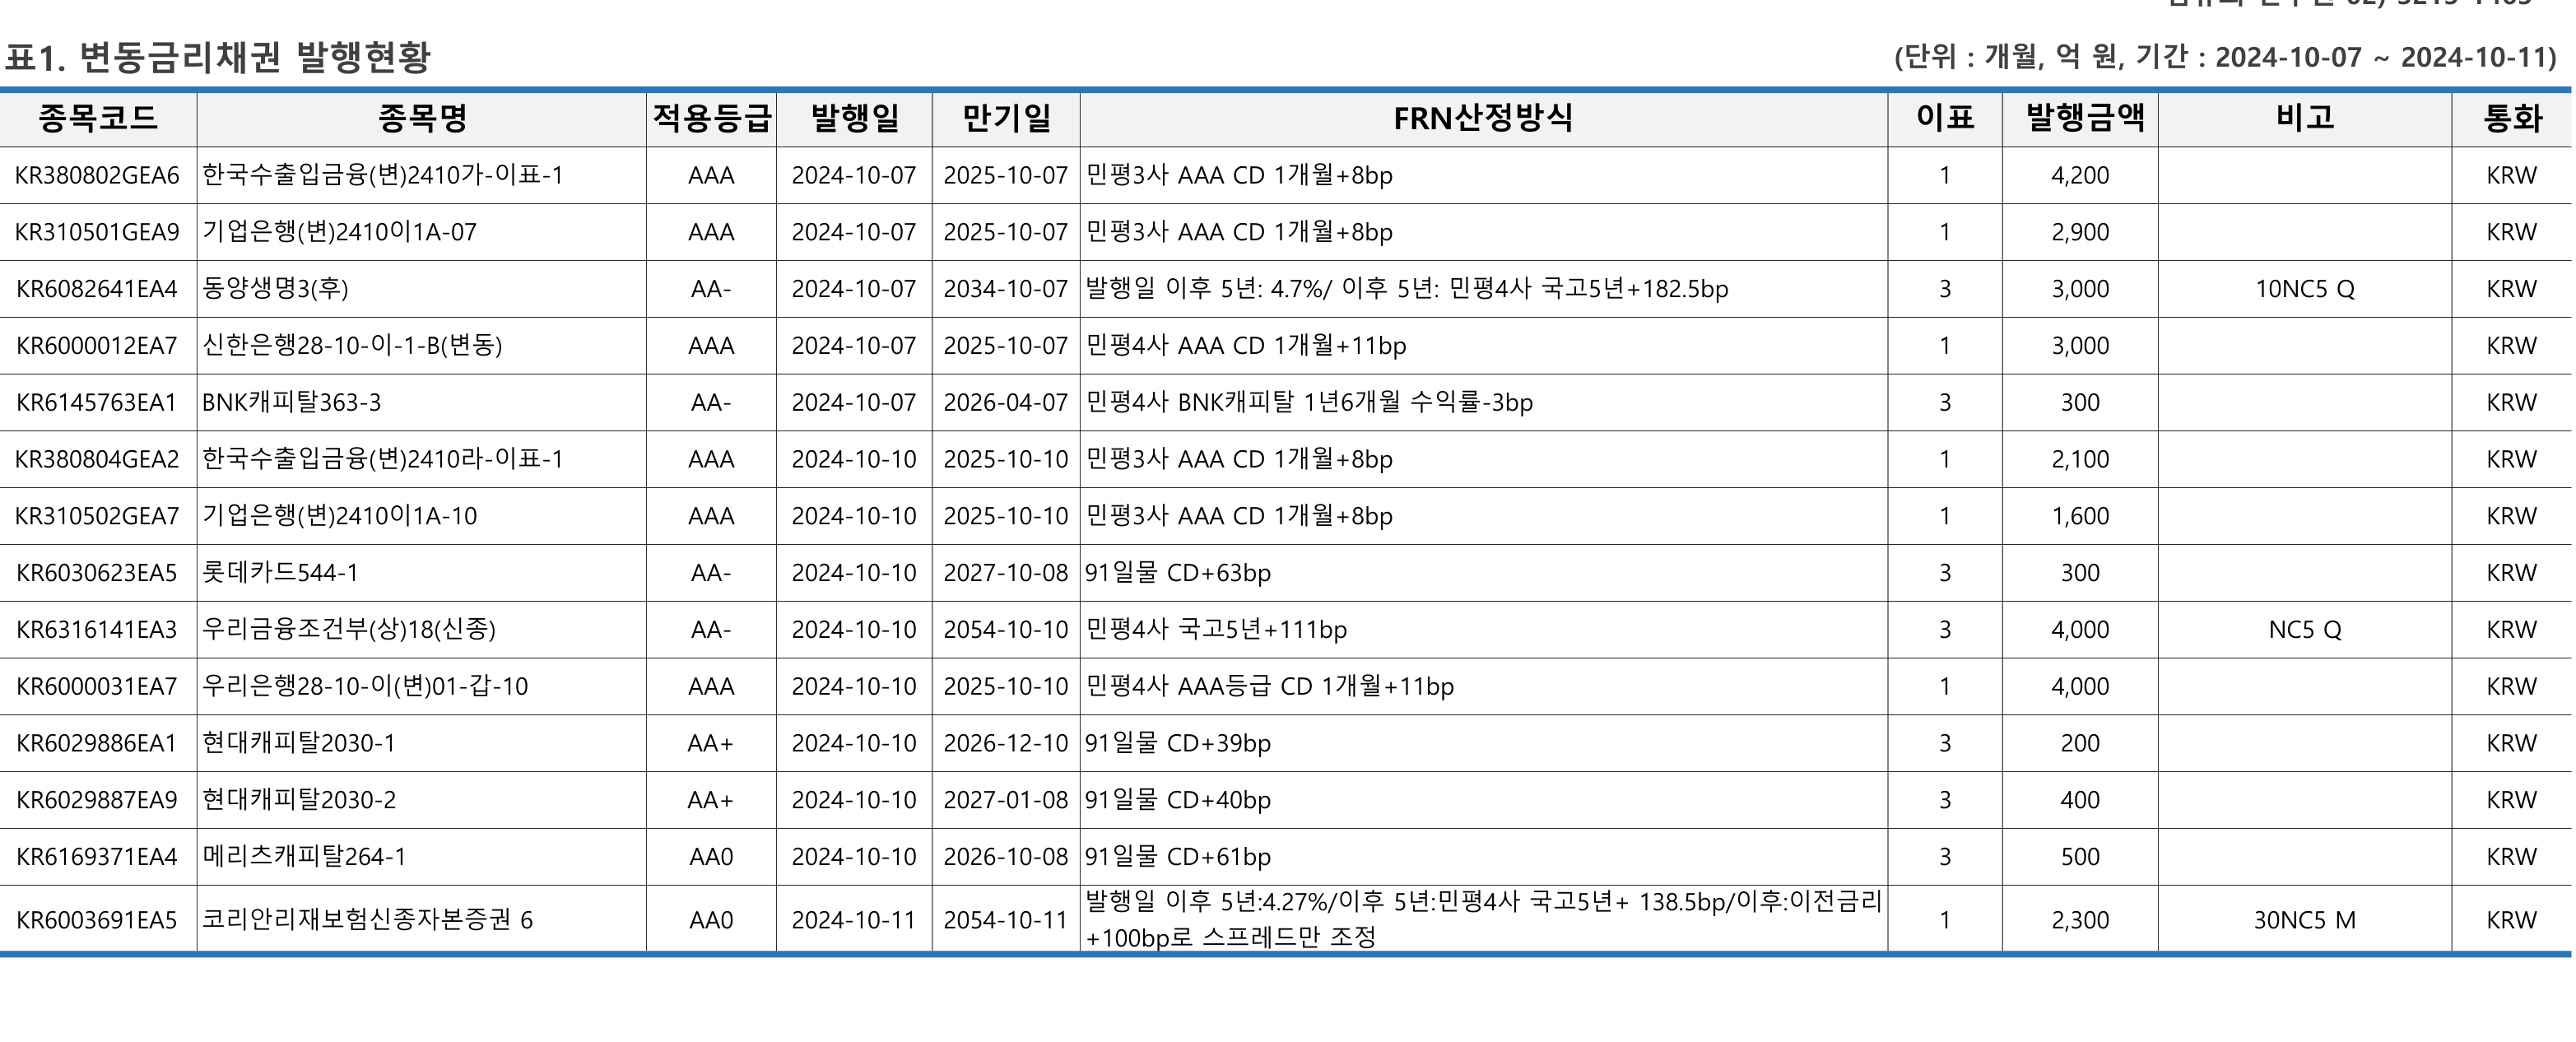 표1. 변동금리채권 발행현황 (단위 : 개월, 억 원, 기간 : 2024-10-07 ~ 2024-10-11)
종목코드 종목명 적용등급 발행일 만기일 FRN산정방식 이표 발행금액 비고 통화
KR380802GEA6 한국수출입금융(변)2410가-이표-1 AAA 2024-10-07 2025-10-07 민평3사 AAA CD 1개월+8bp 1 4,200 KRW
KR310501GEA9 기업은행(변)2410이1A-07 AAA 2024-10-07 2025-10-07 민평3사 AAA CD 1개월+8bp 1 2,900 KRW
KR6082641EA4 동양생명3(후) AA- 2024-10-07 2034-10-07 발행일 이후 5년: 4.7%/ 이후 5년: 민평4사 국고5년+182.5bp 3 3,000 10NC5 Q KRW
KR6000012EA7 신한은행28-10-이-1-B(변동) AAA 2024-10-07 2025-10-07 민평4사 AAA CD 1개월+11bp 1 3,000 KRW
KR6145763EA1 BNK캐피탈363-3 AA- 2024-10-07 2026-04-07 민평4사 BNK캐피탈 1년6개월 수익률-3bp 3 300 KRW
KR380804GEA2 한국수출입금융(변)2410라-이표-1 AAA 2024-10-10 2025-10-10 민평3사 AAA CD 1개월+8bp 1 2,100 KRW
KR310502GEA7 기업은행(변)2410이1A-10 AAA 2024-10-10 2025-10-10 민평3사 AAA CD 1개월+8bp 1 1,600 KRW
KR6030623EA5 롯데카드544-1 AA- 2024-10-10 2027-10-08 91일물 CD+63bp 3 300 KRW
KR6316141EA3 우리금융조건부(상)18(신종) AA- 2024-10-10 2054-10-10 민평4사 국고5년+111bp 3 4,000 NC5 Q KRW
KR6000031EA7 우리은행28-10-이(변)01-갑-10 AAA 2024-10-10 2025-10-10 민평4사 AAA등급 CD 1개월+11bp 1 4,000 KRW
KR6029886EA1 현대캐피탈2030-1 AA+ 2024-10-10 2026-12-10 91일물 CD+39bp 3 200 KRW
KR6029887EA9 현대캐피탈2030-2 AA+ 2024-10-10 2027-01-08 91일물 CD+40bp 3 400 KRW
KR6169371EA4 메리츠캐피탈264-1 AA0 2024-10-10 2026-10-08 91일물 CD+61bp 3 500 KRW
KR6003691EA5 코리안리재보험신종자본증권 6 AA0 2024-10-11 2054-10-11 발행일 이후 5년:4.27%/이후 5년:민평4사 국고5년+ 138.5bp/이후:이전금리 1 2,300 30NC5 M KRW
+100bp로 스프레드만 조정